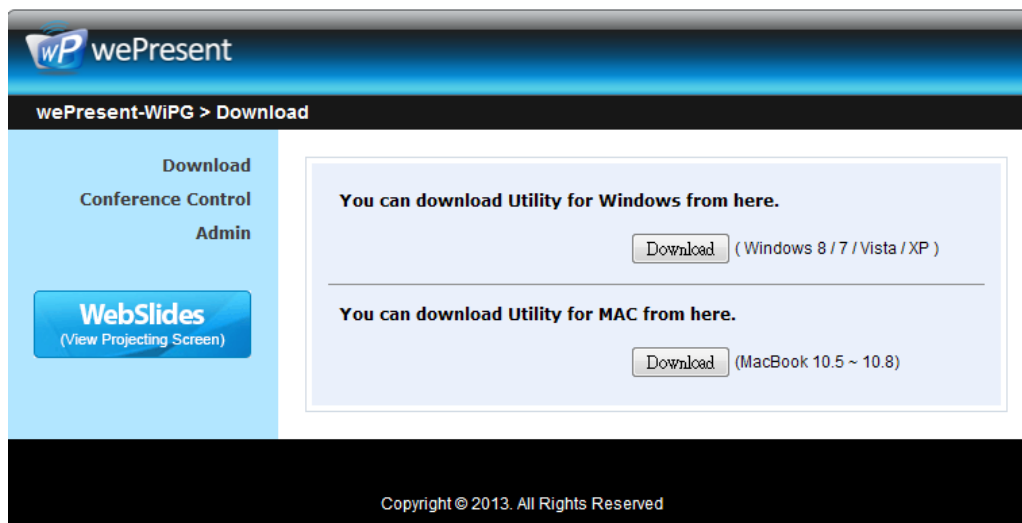 wP wePresent
wePresent-WiPG > Download
Download
Conference Control
Admin
WebSlides
(View Projecting Screen)
You can download Utility for Windows from here.
Download ( Windows 8 / 7 / Vista / XP )
You can download Utility for MAC from here.
Download (MacBook 10.5 ~ 10.8)
Copyright © 2013. All Rights Reserved